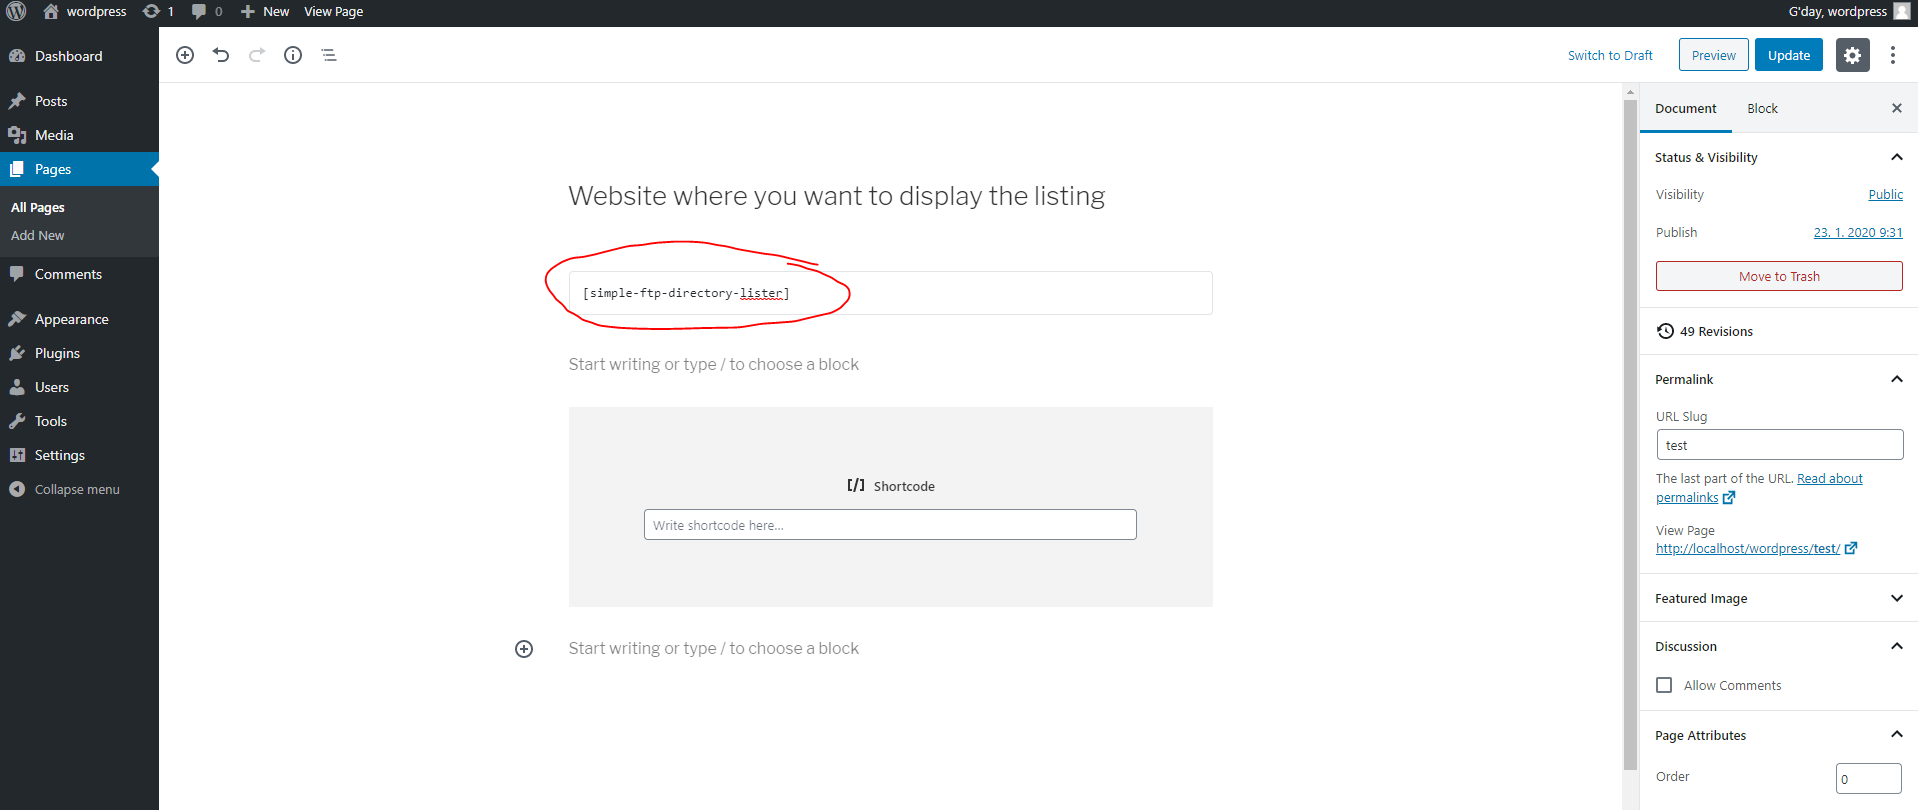 wordpress 1 0 New View Page G'day, wordpress
Dashboard
Posts
Media
Pages
All Pages
Add New
Comments
Appearance
Plugins
Users
Tools
Settings
Collapse menu
Switch to Draft Preview Update
Website where you want to display the listing
[simple-ftp-directory-lister]
Start writing or type / to choose a block
[/] Shortcode
Write shortcode here...
Start writing or type / to choose a block
Document Block
Status & Visibility
Visibility Public
Publish 23. 1. 2020 9:31
Move to Trash
49 Revisions
Permalink
URL Slug
test
The last part of the URL. Read about
permalinks
View Page
http://localhost/wordpress/test/
Featured Image
Discussion
Allow Comments
Page Attributes
Order 0